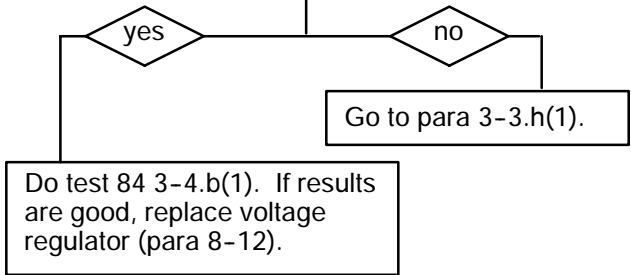 yes
no
Go to para 3-3.h(1).
Do test 84 3-4.b(1).  If results
are good, replace voltage
regulator (para 8-12).